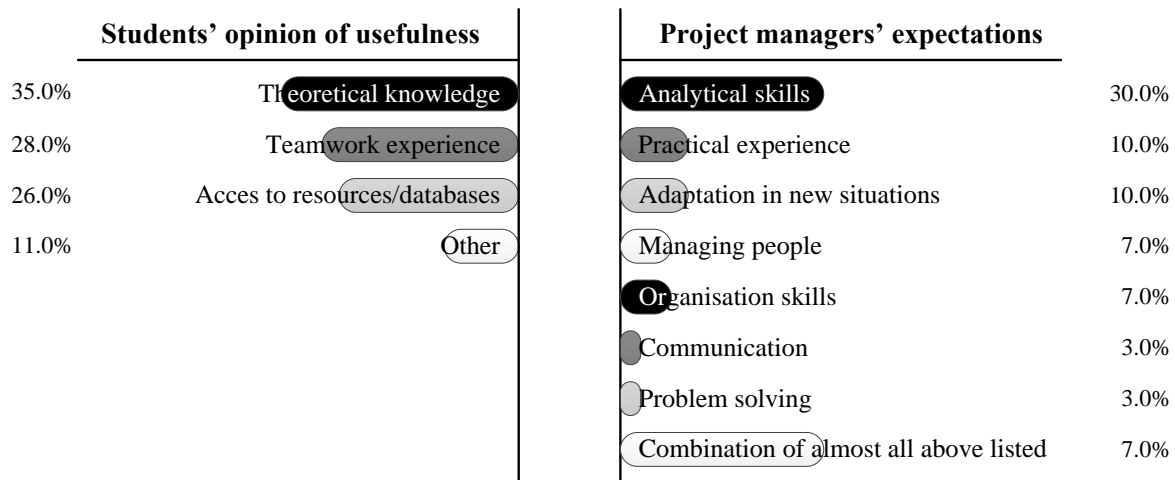 Students’ opinion of usefulness
35.0% Theoretical knowledge
28.0% Teamwork experience
26.0% Acces to resources/databases
11.0% Other
Project managers’ expectations
Analytical skills 30.0%
Practical experience 10.0%
Adaptation in new situations 10.0%
Managing people 7.0%
Organisation skills 7.0%
Communication 3.0%
Problem solving 3.0%
Combination of almost all above listed 7.0%